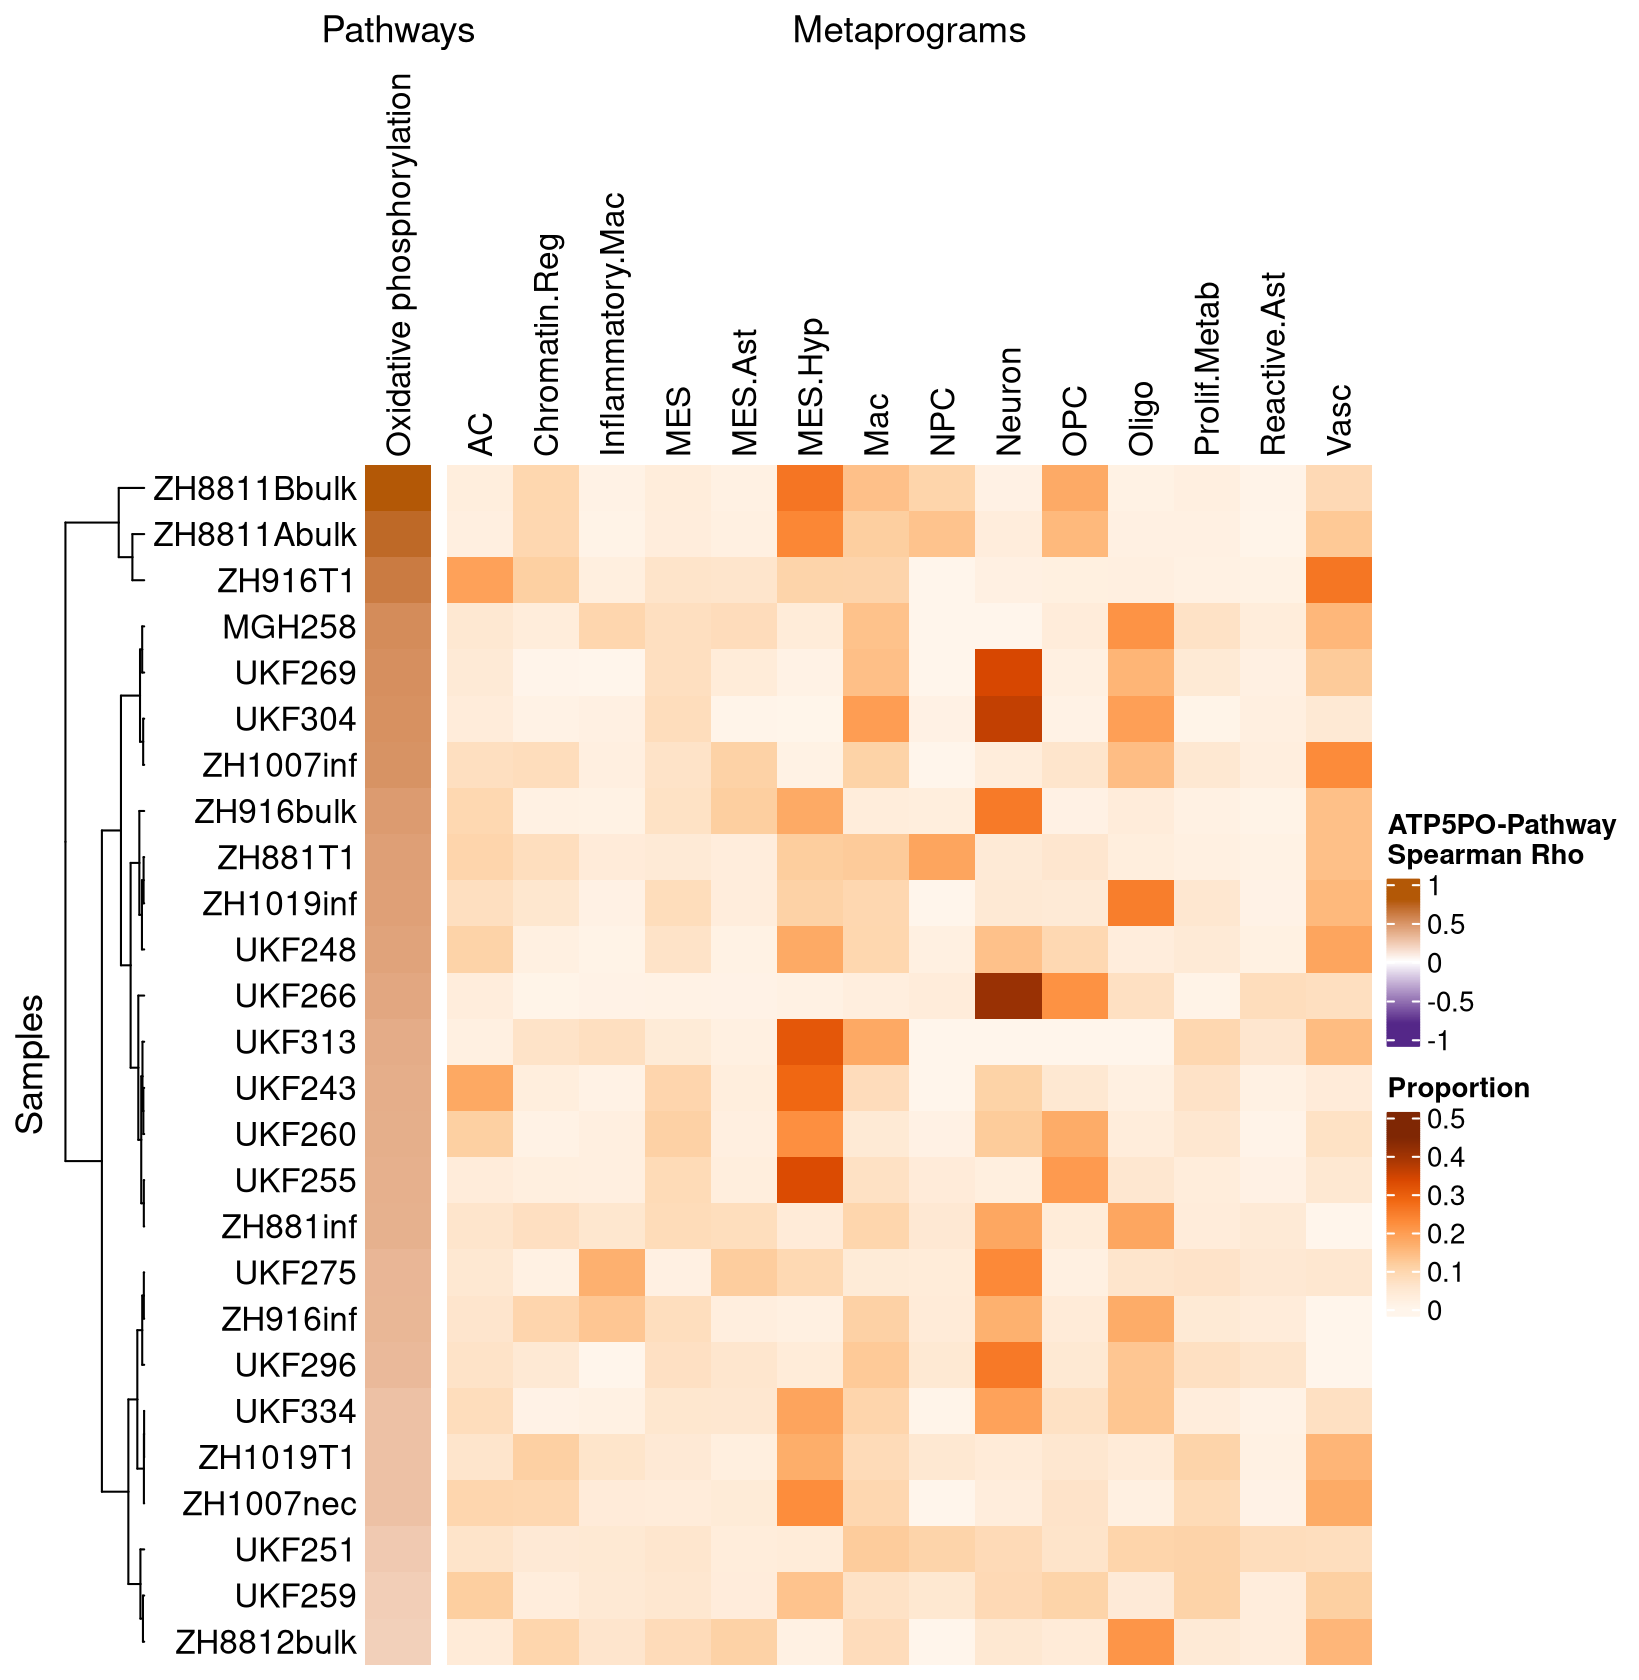 Pathways
Metaprograms
Oxidative phosphorylation
AC
Chromatin.Reg
Inflammatory.Mac
MES
MES.Ast
MES.Hyp
Mac
NPC
Neuron
OPC
Oligo
Prolif.Metab
Reactive.Ast
Vasc
Samples
ZH8811Bbulk
ZH8811Abulk
ZH916T1
MGH258
UKF269
UKF304
ZH1007inf
ZH916bulk
ZH881T1
ZH1019inf
UKF248
UKF266
UKF313
UKF243
UKF260
UKF255
ZH881inf
UKF275
ZH916inf
UKF296
UKF334
ZH1019T1
ZH1007nec
UKF251
UKF259
ZH8812bulk
ATP5PO-Pathway
Spearman Rho
1
0.5
0
-0.5
-1
Proportion
0.5
0.4
0.3
0.2
0.1
0